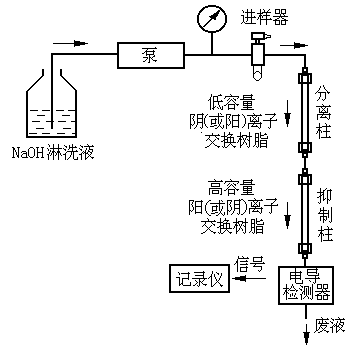 进样器
泵
NaOH淋洗液
低容量
阴(或阳)离子
交换树脂
分离柱
高容量
阳(或阴)离子
交换树脂
抑制柱
信号
记录仪
电导
检测器
废液